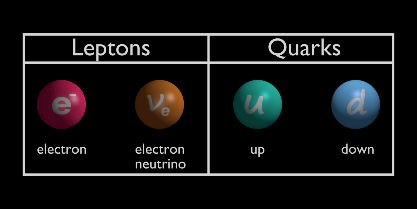 Leptons
Quarks
e-
νe
u
d
electron
electron
neutrino
up
down